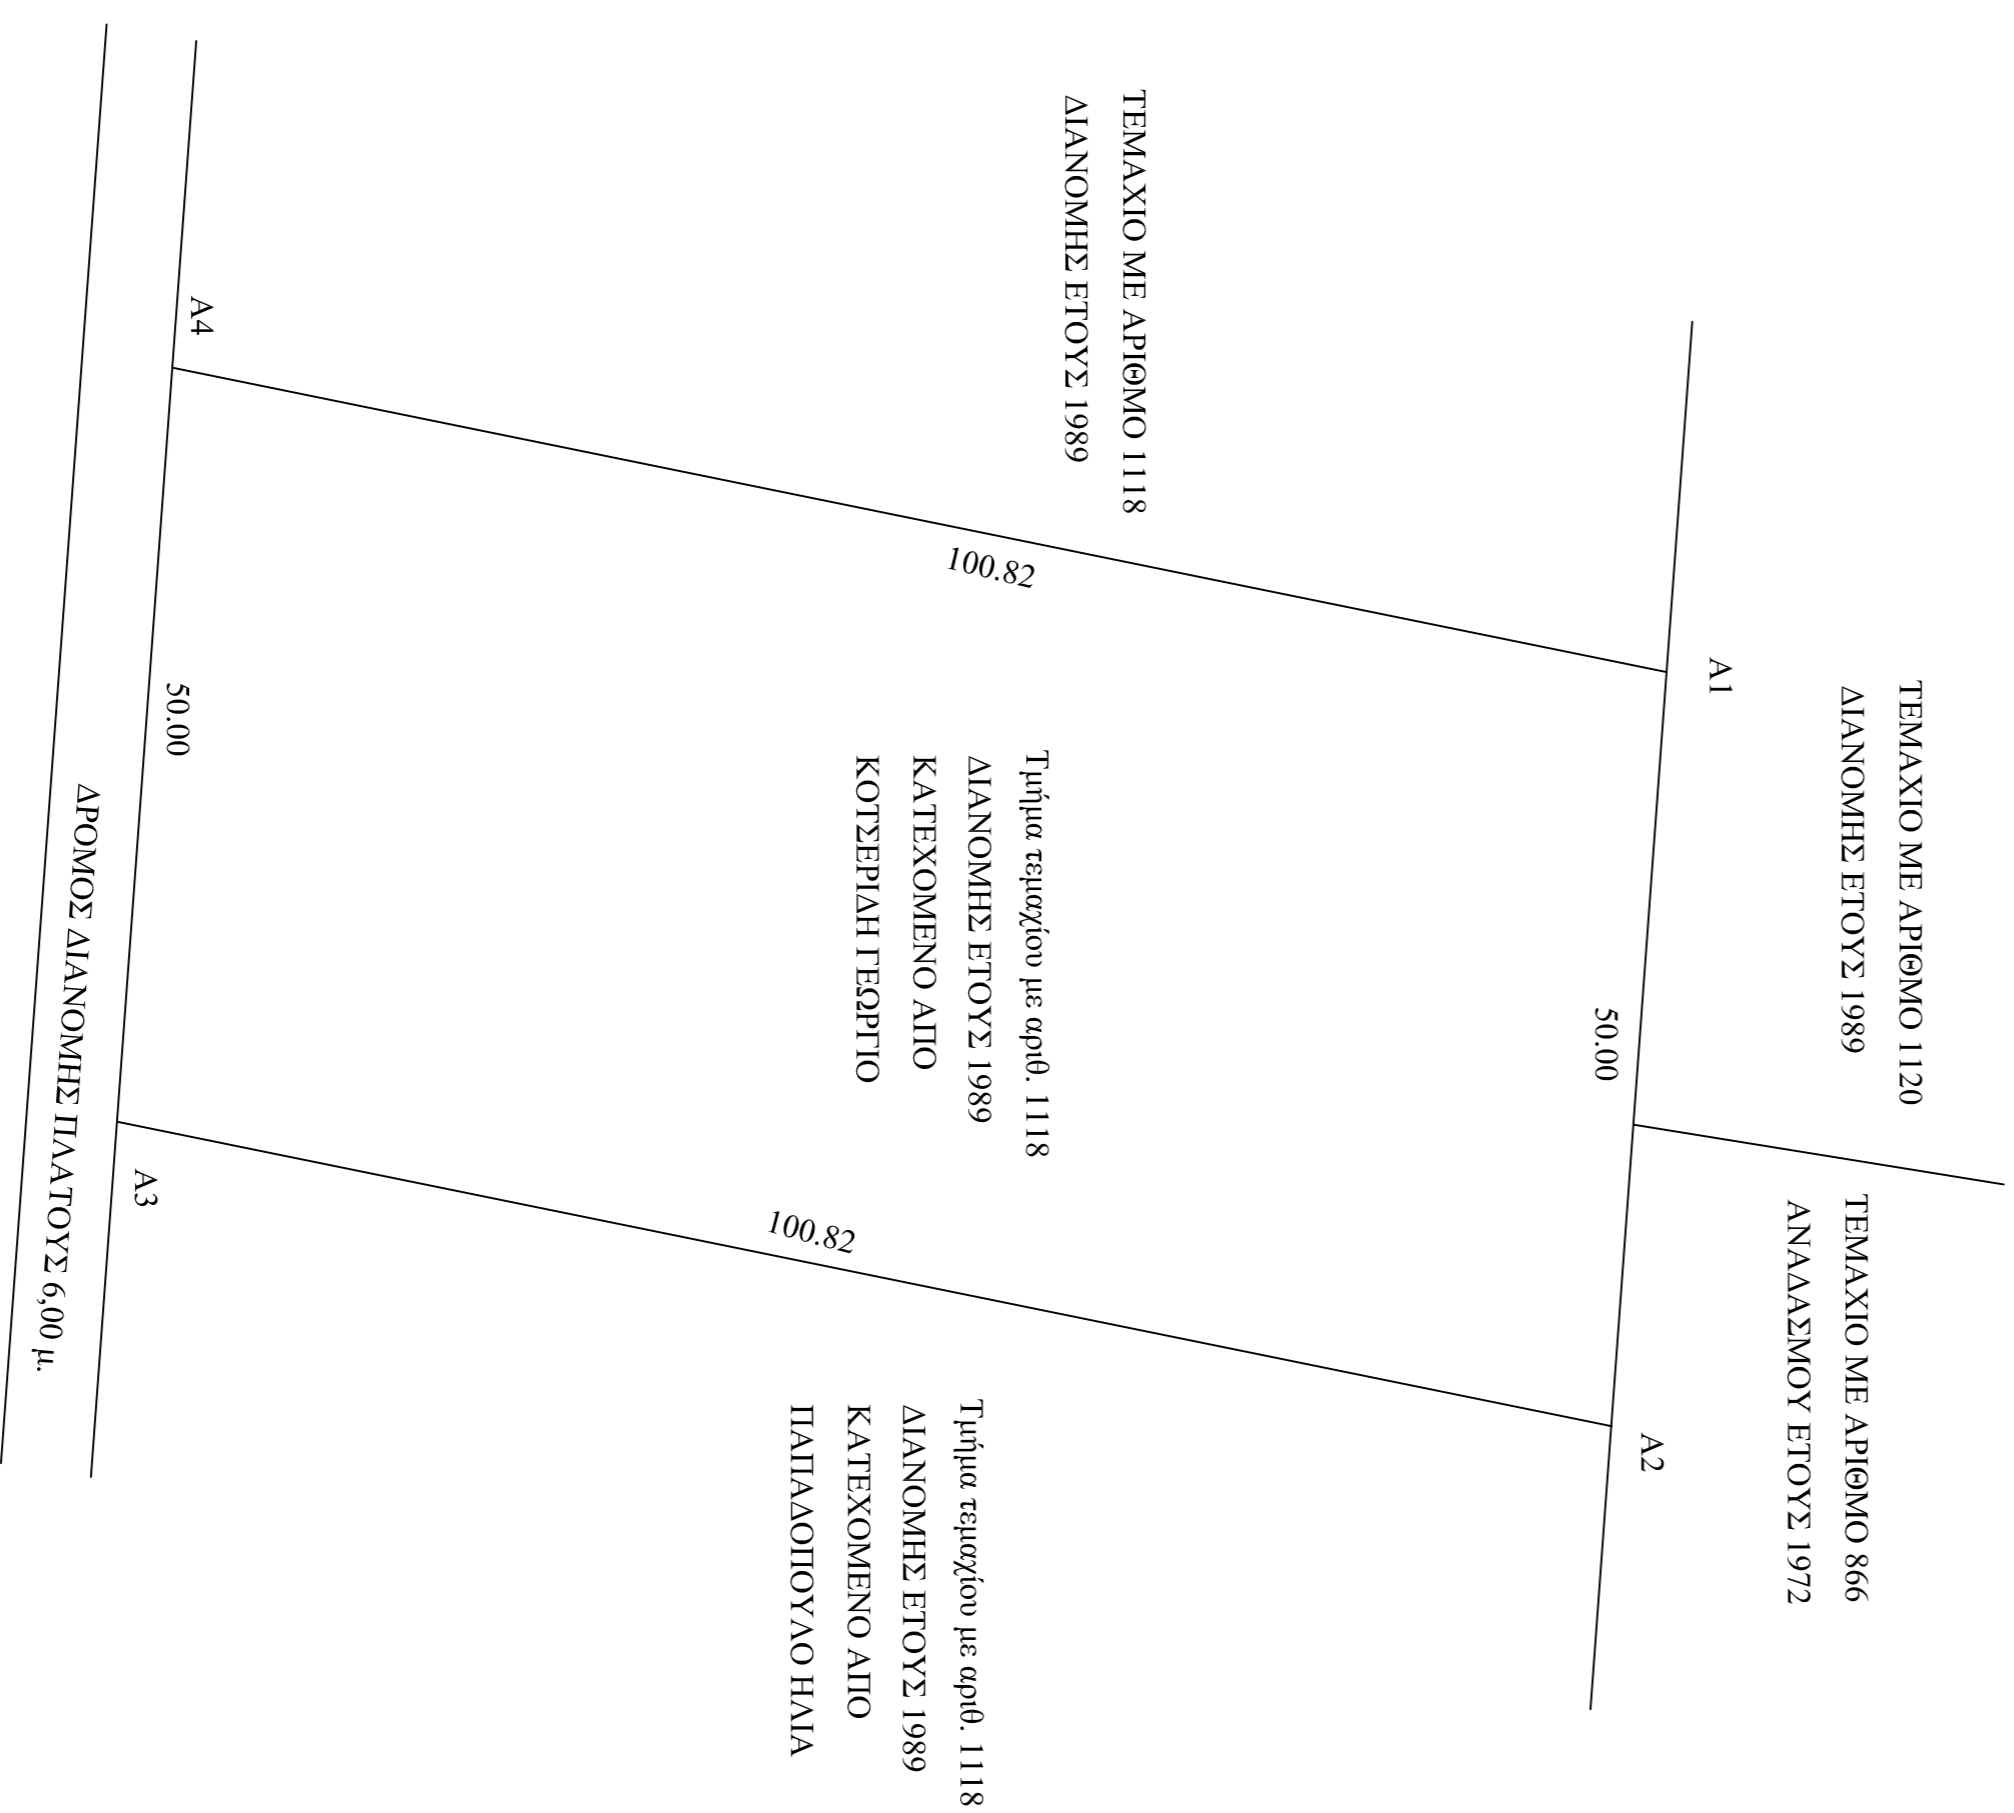 ΤΕΜΑΧΙΟ ΜΕ ΑΡΙΘΜΟ 1120
ΔΙΑΝΟΜΗΣ ΕΤΟΥΣ 1989
ΤΕΜΑΧΙΟ ΜΕ ΑΡΙΘΜΟ 866
ΑΝΑΔΑΣΜΟΥ ΕΤΟΥΣ 1972
A1
A2
50.00
ΤΕΜΑΧΙΟ ΜΕ ΑΡΙΘΜΟ 1118
ΔΙΑΝΟΜΗΣ ΕΤΟΥΣ 1989
100.82
Τμήμα τεμαχίου με αριθ. 1118
ΔΙΑΝΟΜΗΣ ΕΤΟΥΣ 1989
ΚΑΤΕΧΟΜΕΝΟ ΑΠΟ
ΚΟΤΣΕΡΙΔΗ ΓΕΩΡΓΙΟ
100.82
Τμήμα τεμαχίου με αριθ. 1118
ΔΙΑΝΟΜΗΣ ΕΤΟΥΣ 1989
ΚΑΤΕΧΟΜΕΝΟ ΑΠΟ
ΠΑΠΑΔΟΠΟΥΛΟ ΗΛΙΑ
A4
50.00
A3
ΔΡΟΜΟΣ ΔΙΑΝΟΜΗΣ ΠΛΑΤΟΥΣ 6,00 μ.